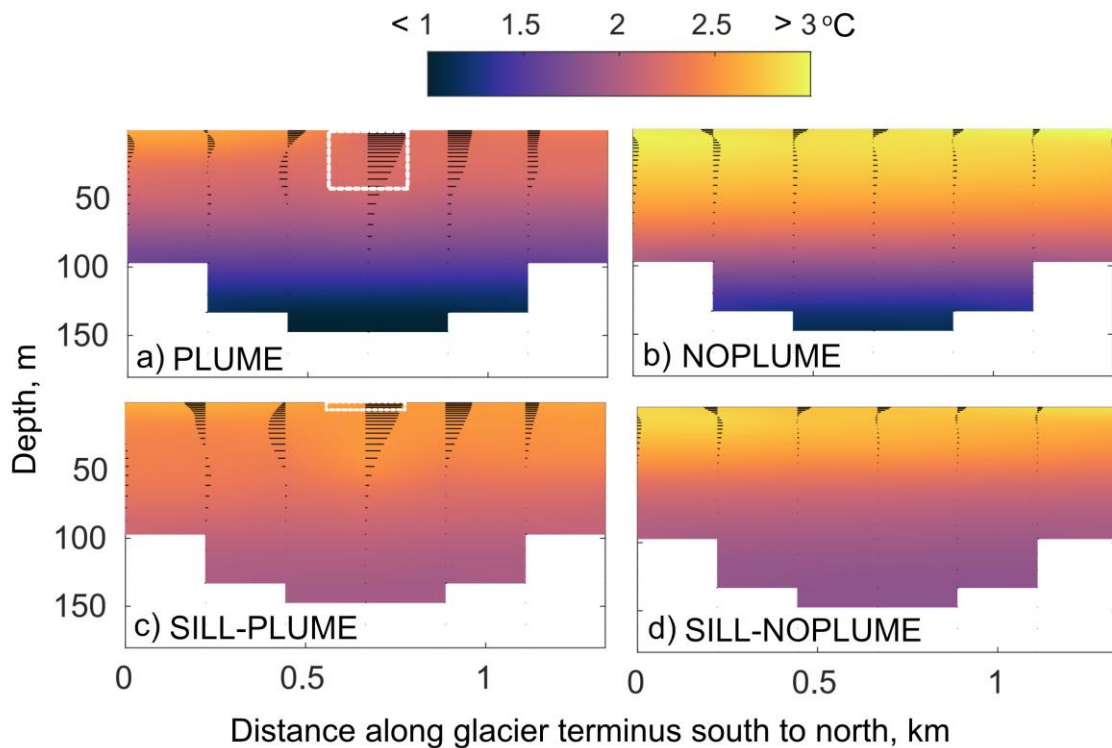 < 1 1.5 2 2.5 > 3 ºC
50
100
150
a) PLUME
b) NOPLUME
Depth, m
50
100
150
c) SILL-PLUME
d) SILL-NOPLUME
0 0.5 1 0 0.5 1
Distance along glacier terminus south to north, km